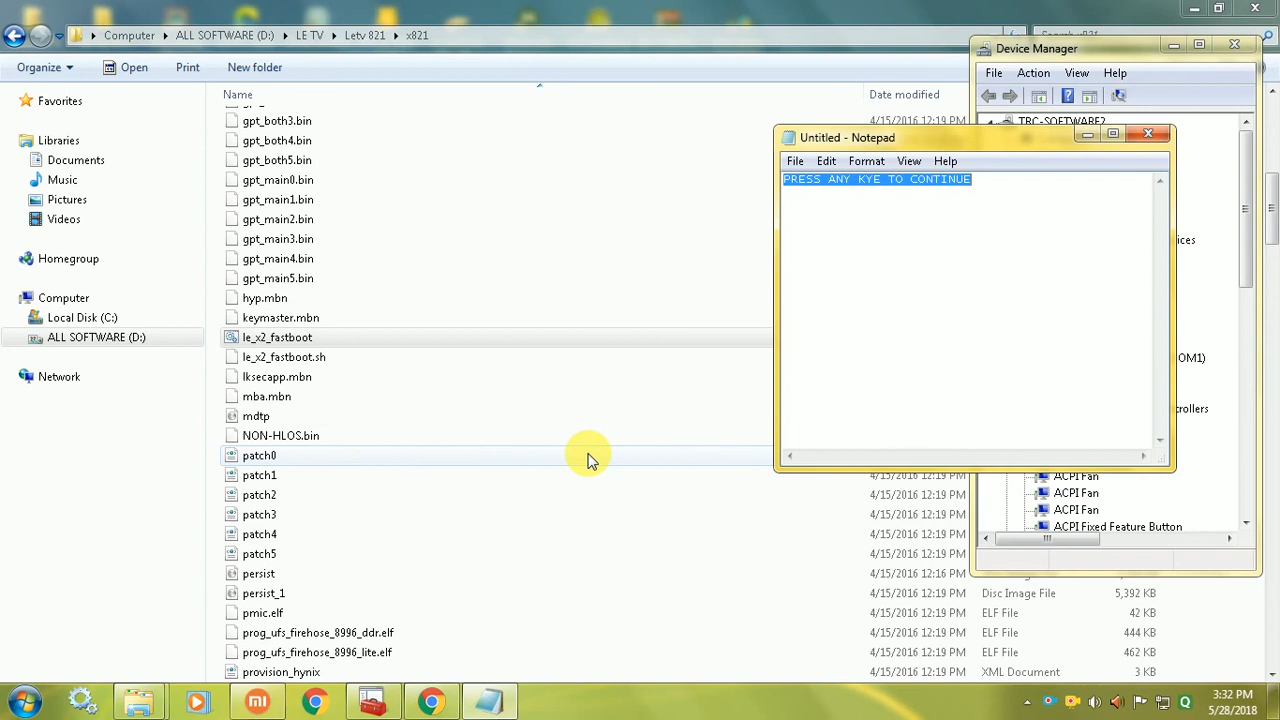 Computer ▸ ALL SOFTWARE (D:) ▸ LE TV ▸ Letv 821 ▸ x821
Organize
Open
Print
New folder
Name
Date modified
Favorites
Libraries
Documents
Music
Pictures
Videos
Homegroup
Computer
Local Disk (C:)
ALL SOFTWARE (D:)
Network
gpt_both3.bin
4/15/2016 12:19 PM
gpt_both4.bin
gpt_both5.bin
gpt_main0.bin
gpt_main1.bin
gpt_main2.bin
gpt_main3.bin
gpt_main4.bin
gpt_main5.bin
hyp.mbn
keymaster.mbn
le_x2_fastboot
le_x2_fastboot.sh
lksecapp.mbn
mba.mbn
mdtp
NON-HLOS.bin
patch0
patch1
4/15/2016 12:19 PM
patch2
4/15/2016 12:19 PM
patch3
4/15/2016 12:19 PM
patch4
4/15/2016 12:19 PM
patch5
4/15/2016 12:19 PM
persist
4/15/2016 12:16 PM
persist_1
4/15/2016 12:19 PM
Disc Image File
5,392 KB
pmic.elf
4/15/2016 12:19 PM
ELF File
42 KB
prog_ufs_firehose_8996_ddr.elf
4/15/2016 12:19 PM
ELF File
444 KB
prog_ufs_firehose_8996_lite.elf
4/15/2016 12:19 PM
ELF File
462 KB
provision_hynix
4/15/2016 12:19 PM
XML Document
3 KB
Device Manager
File
Action
View
Help
TRC-SOFTWARE2
ices
OM1)
ollers
ACPI Fan
ACPI Fan
ACPI Fan
ACPI Fixed Feature Button
Untitled - Notepad
File
Edit
Format
View
Help
PRESS ANY KYE TO CONTINUE
3:32 PM
5/28/2018